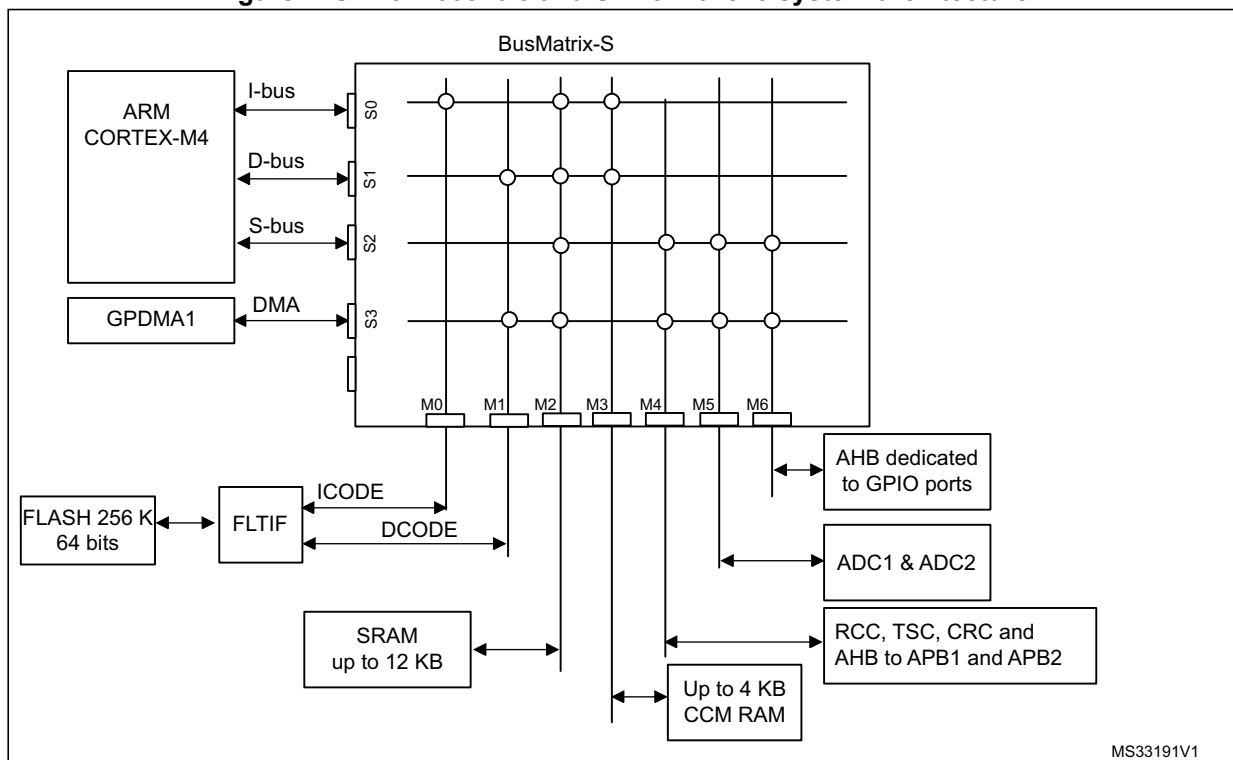 BusMatrix-S
ARM
CORTEX-M4
I-bus
D-bus
S-bus
GPDMA1
DMA
S0
S1
S2
S3
M0
M1
M2
M3
M4
M5
M6
FLASH 256 K
64 bits
FLTIF
ICODE
DCODE
SRAM
up to 12 KB
Up to 4 KB
CCM RAM
AHB dedicated
to GPIO ports
ADC1 & ADC2
RCC, TSC, CRC and
AHB to APB1 and APB2
MS33191V1